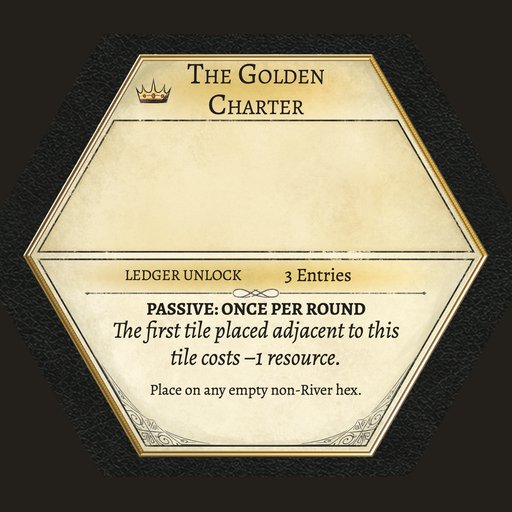 The Golden
Charter
LEDGER UNLOCK 3 Entries
PASSIVE: ONCE PER ROUND
The first tile placed adjacent to this
tile costs –1 resource.
Place on any empty non-River hex.